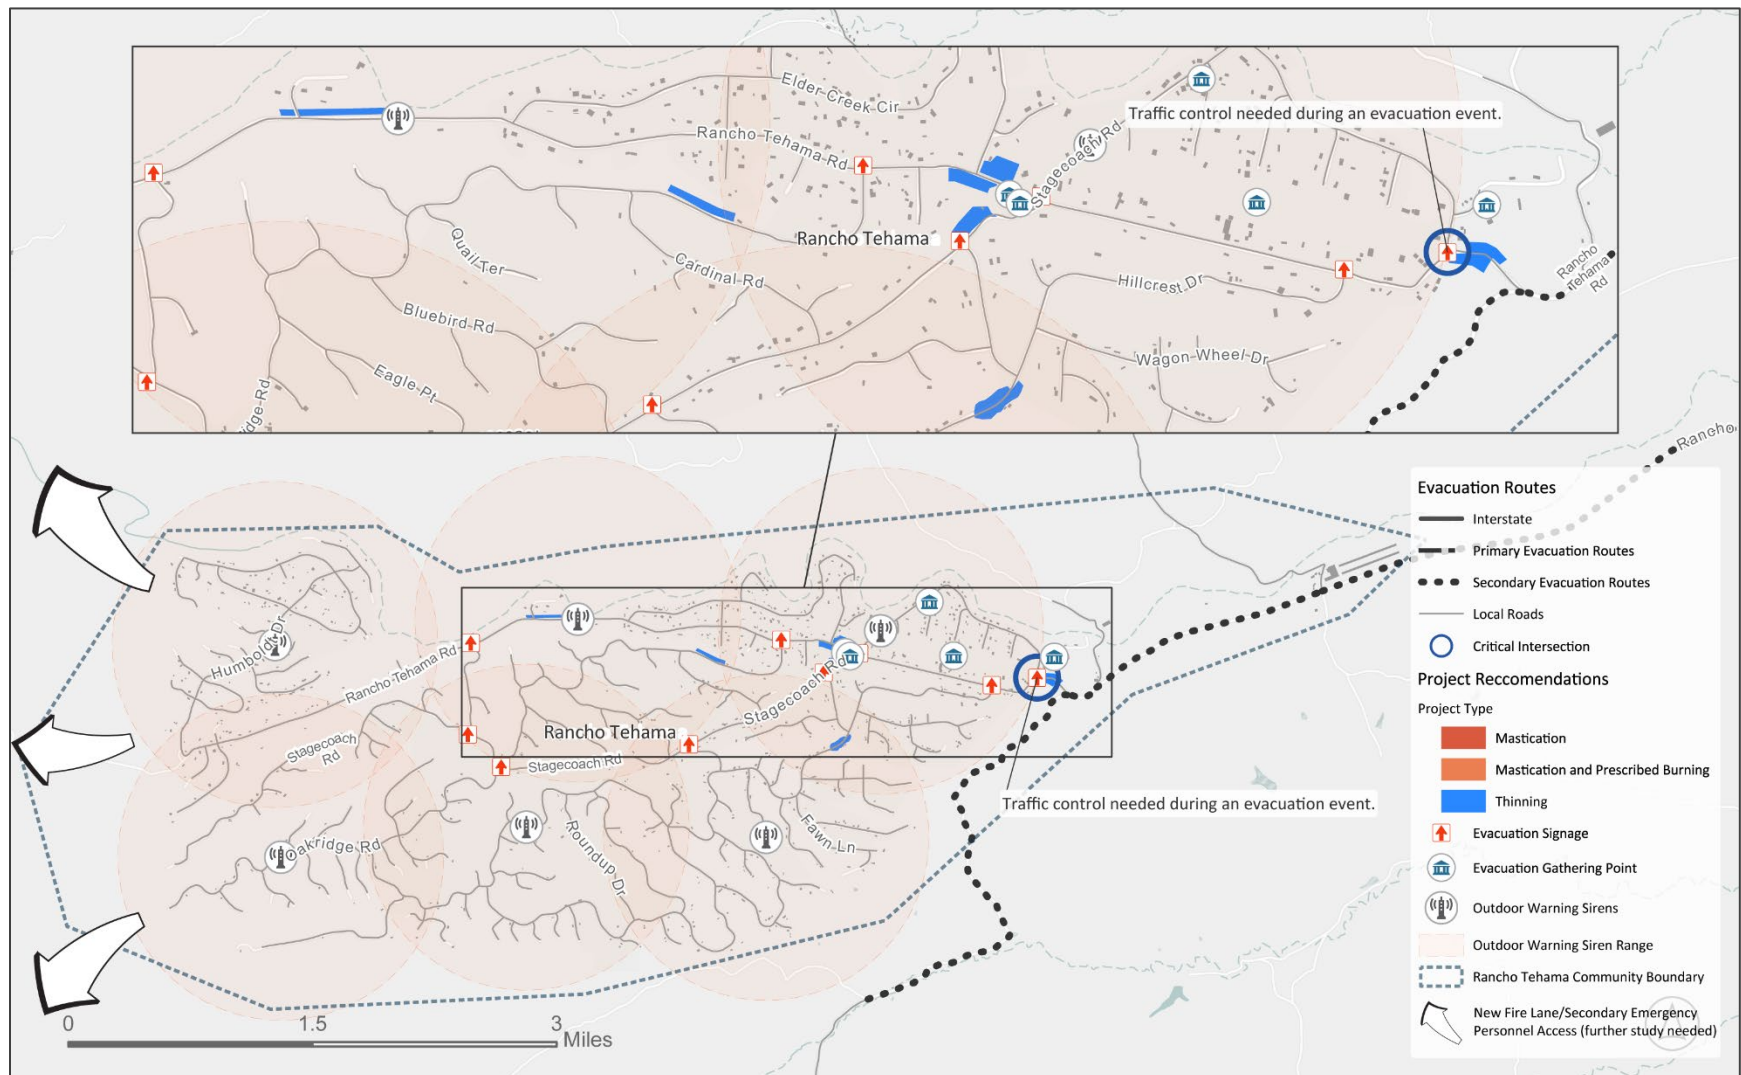 Elder Creek Cir
Traffic control needed during an evacuation event.
Rancho Tehama Rd
Stagecoach Rd
Rancho Tehama
Quail Ter
Cardinal Rd
Hillcrest Dr
Rancho
Tehama
Rd
Bluebird Rd
Wagon Wheel Dr
Eagle Pt
idge Rd
Rancho
Humboldt Dr
Rancho Tehama Rd
Stagecoach Rd
Rancho Tehama
Stagecoach
Rd
Stagecoach Rd
Traffic control needed during an evacuation event.
Oakridge Rd
Roundup Dr
Fawn Ln
0
1.5
3
Miles
Evacuation Routes
Interstate
Primary Evacuation Routes
Secondary Evacuation Routes
Local Roads
Critical Intersection
Project Reccomendations
Project Type
Mastication
Mastication and Prescribed Burning
Thinning
Evacuation Signage
Evacuation Gathering Point
Outdoor Warning Sirens
Outdoor Warning Siren Range
Rancho Tehama Community Boundary
New Fire Lane/Secondary Emergency
Personnel Access (further study needed)